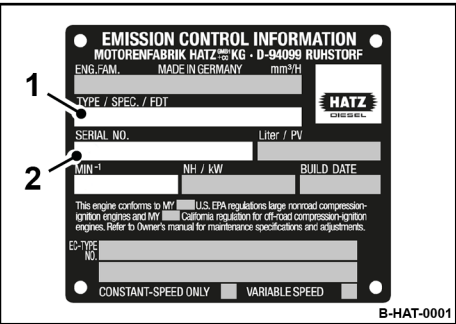 EMISSION CONTROL INFORMATION
MOTORENFABRIK HATZ GMBH+CO KG · D-94099 RUHSTORF
ENG.FAM. MADE IN GERMANY mm³/H
1
TYPE / SPEC. / FDT
HATZ
DIESEL
SERIAL NO. Liter / PV
2
MIN⁻¹ NH / kW BUILD DATE
This engine conforms to MY U.S. EPA regulations large nonroad compression-
ignition engines and MY California regulation for off-road compression-ignition
engines. Refer to Owner's manual for maintenance specifications and adjustments.
EC-TYPE
NO.
CONSTANT-SPEED ONLY VARIABLE SPEED
B-HAT-0001